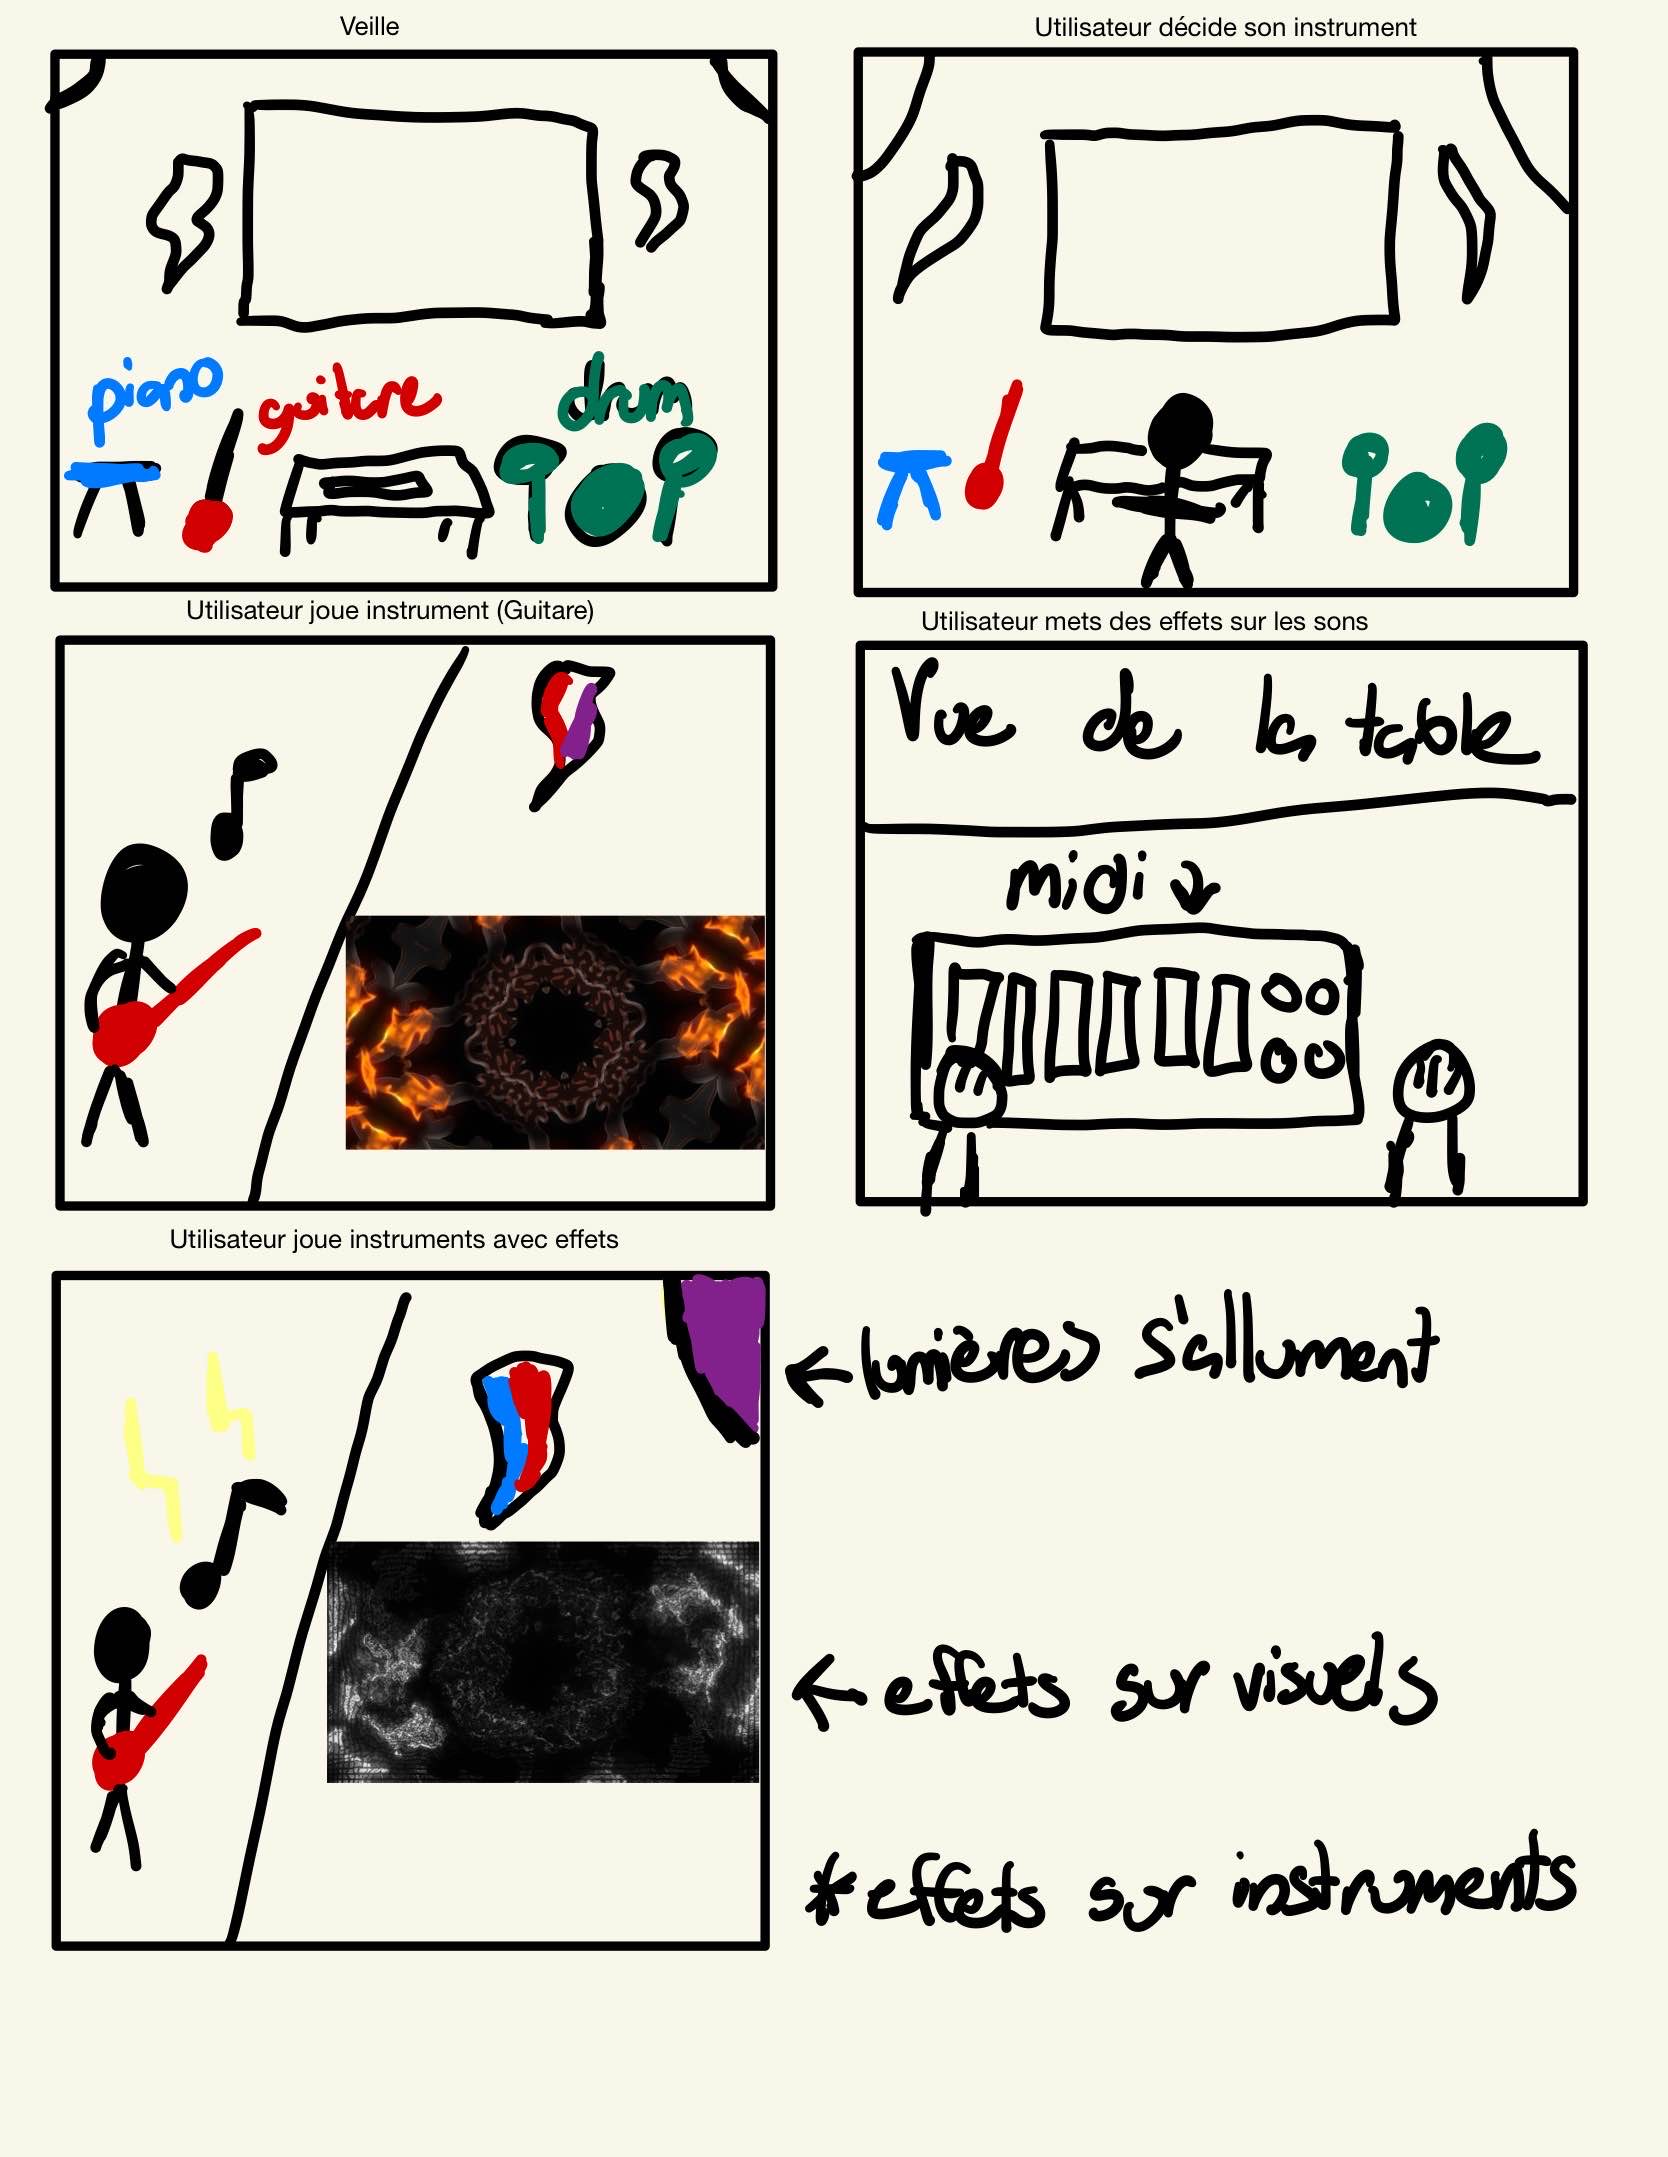 Veille
Utilisateur décide son instrument
piano
guitare
drum
Utilisateur joue instrument (Guitare)
Utilisateur mets des effets sur les sons
Vue de la table
midi
Utilisateur joue instruments avec effets
lumières s'allument
effets sur visuels
*effets sur instruments